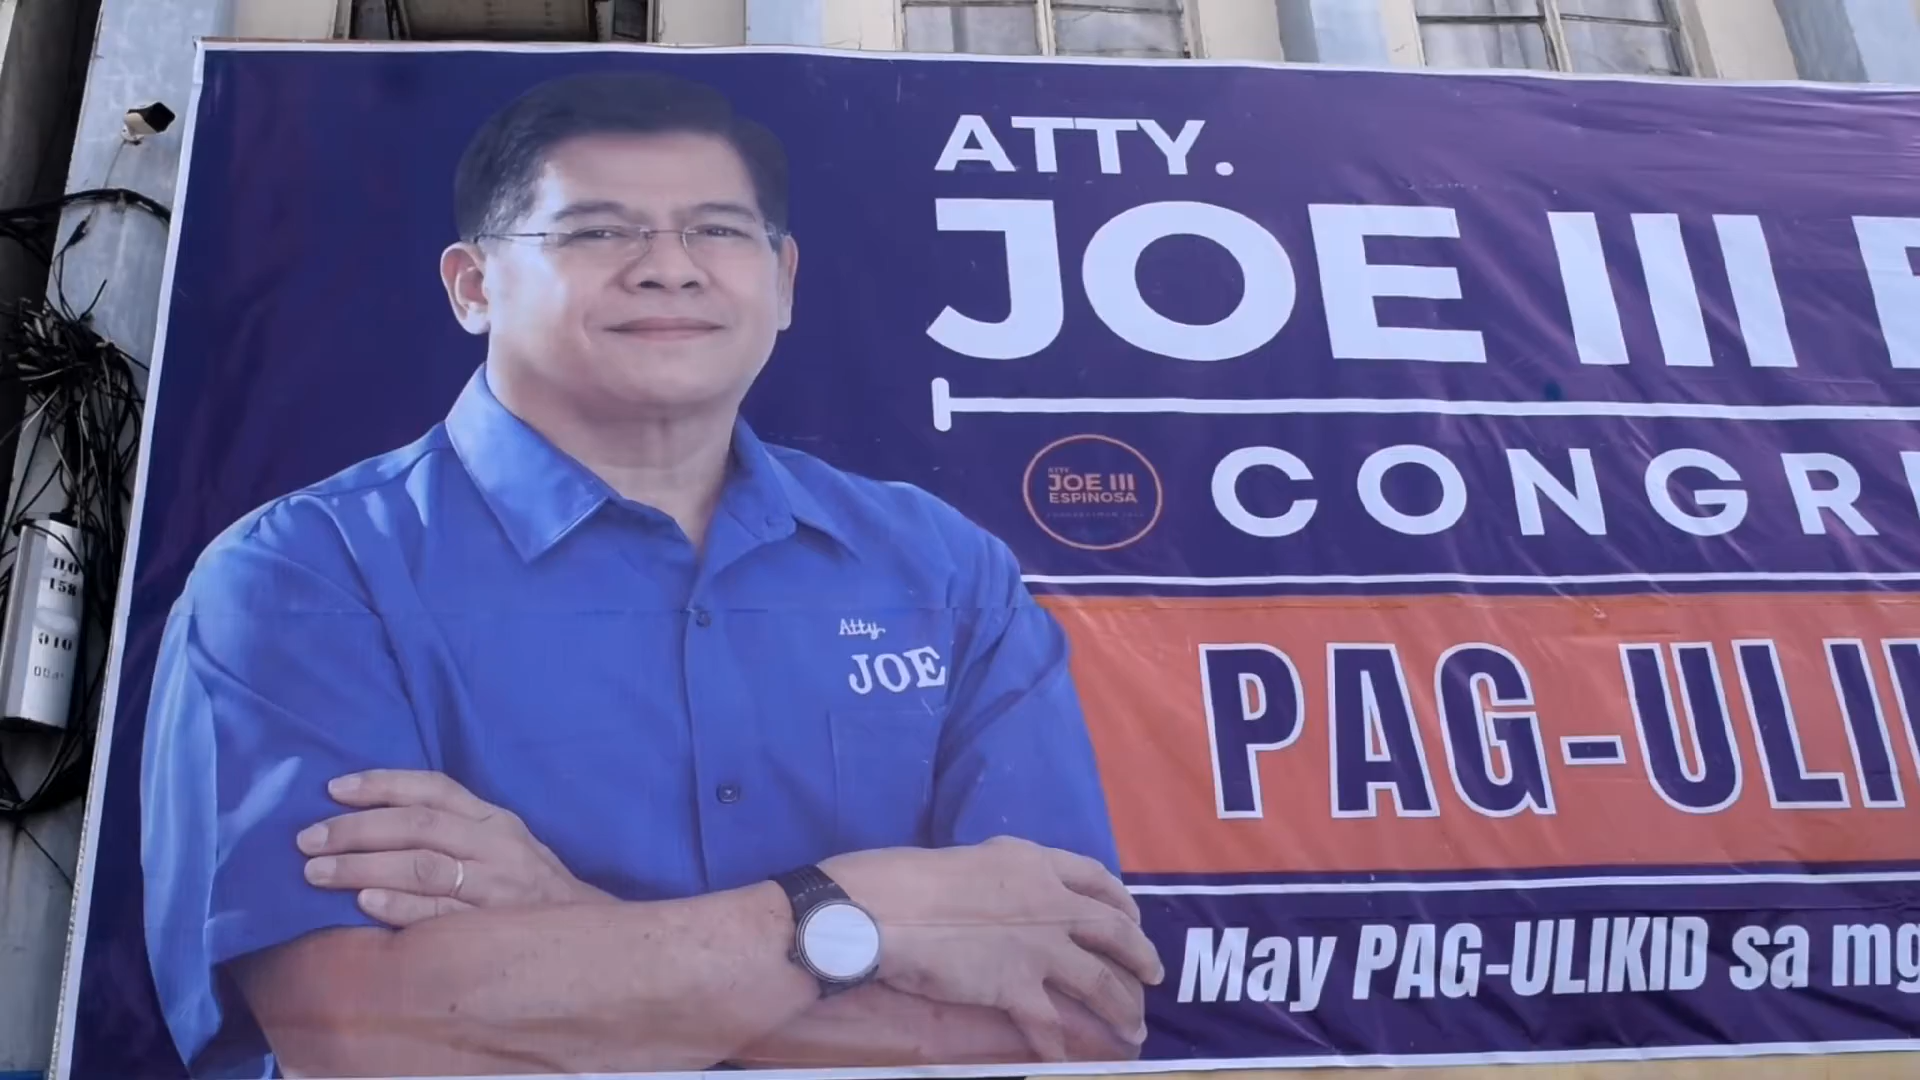 ATTY.
JOE III E
ATTY.
JOE III
ESPINOSA
CONGR
PAG-ULI
May PAG-ULIKID sa mg
Atty.
JOE